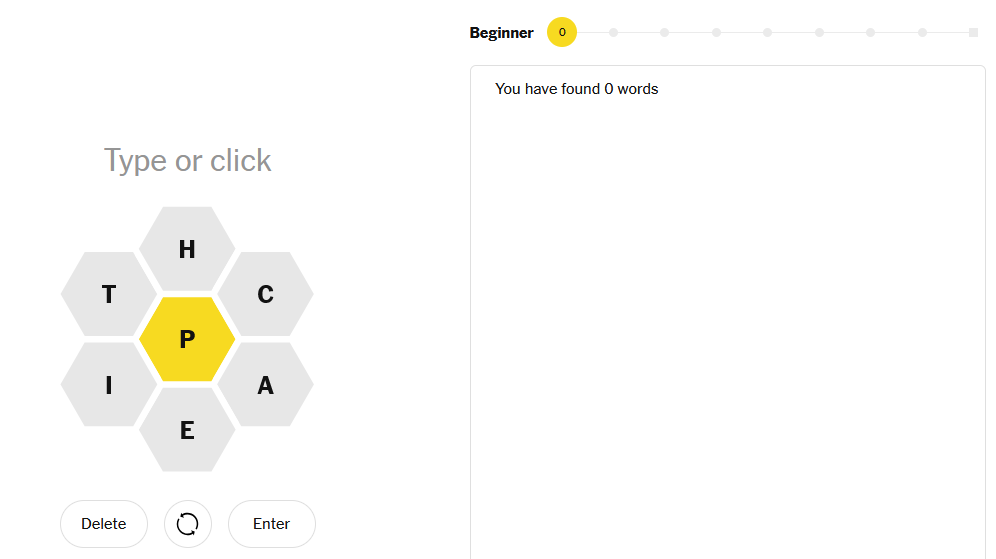 Beginner 0
You have found 0 words
Type or click
H
T C
P
I A
E
Delete Enter